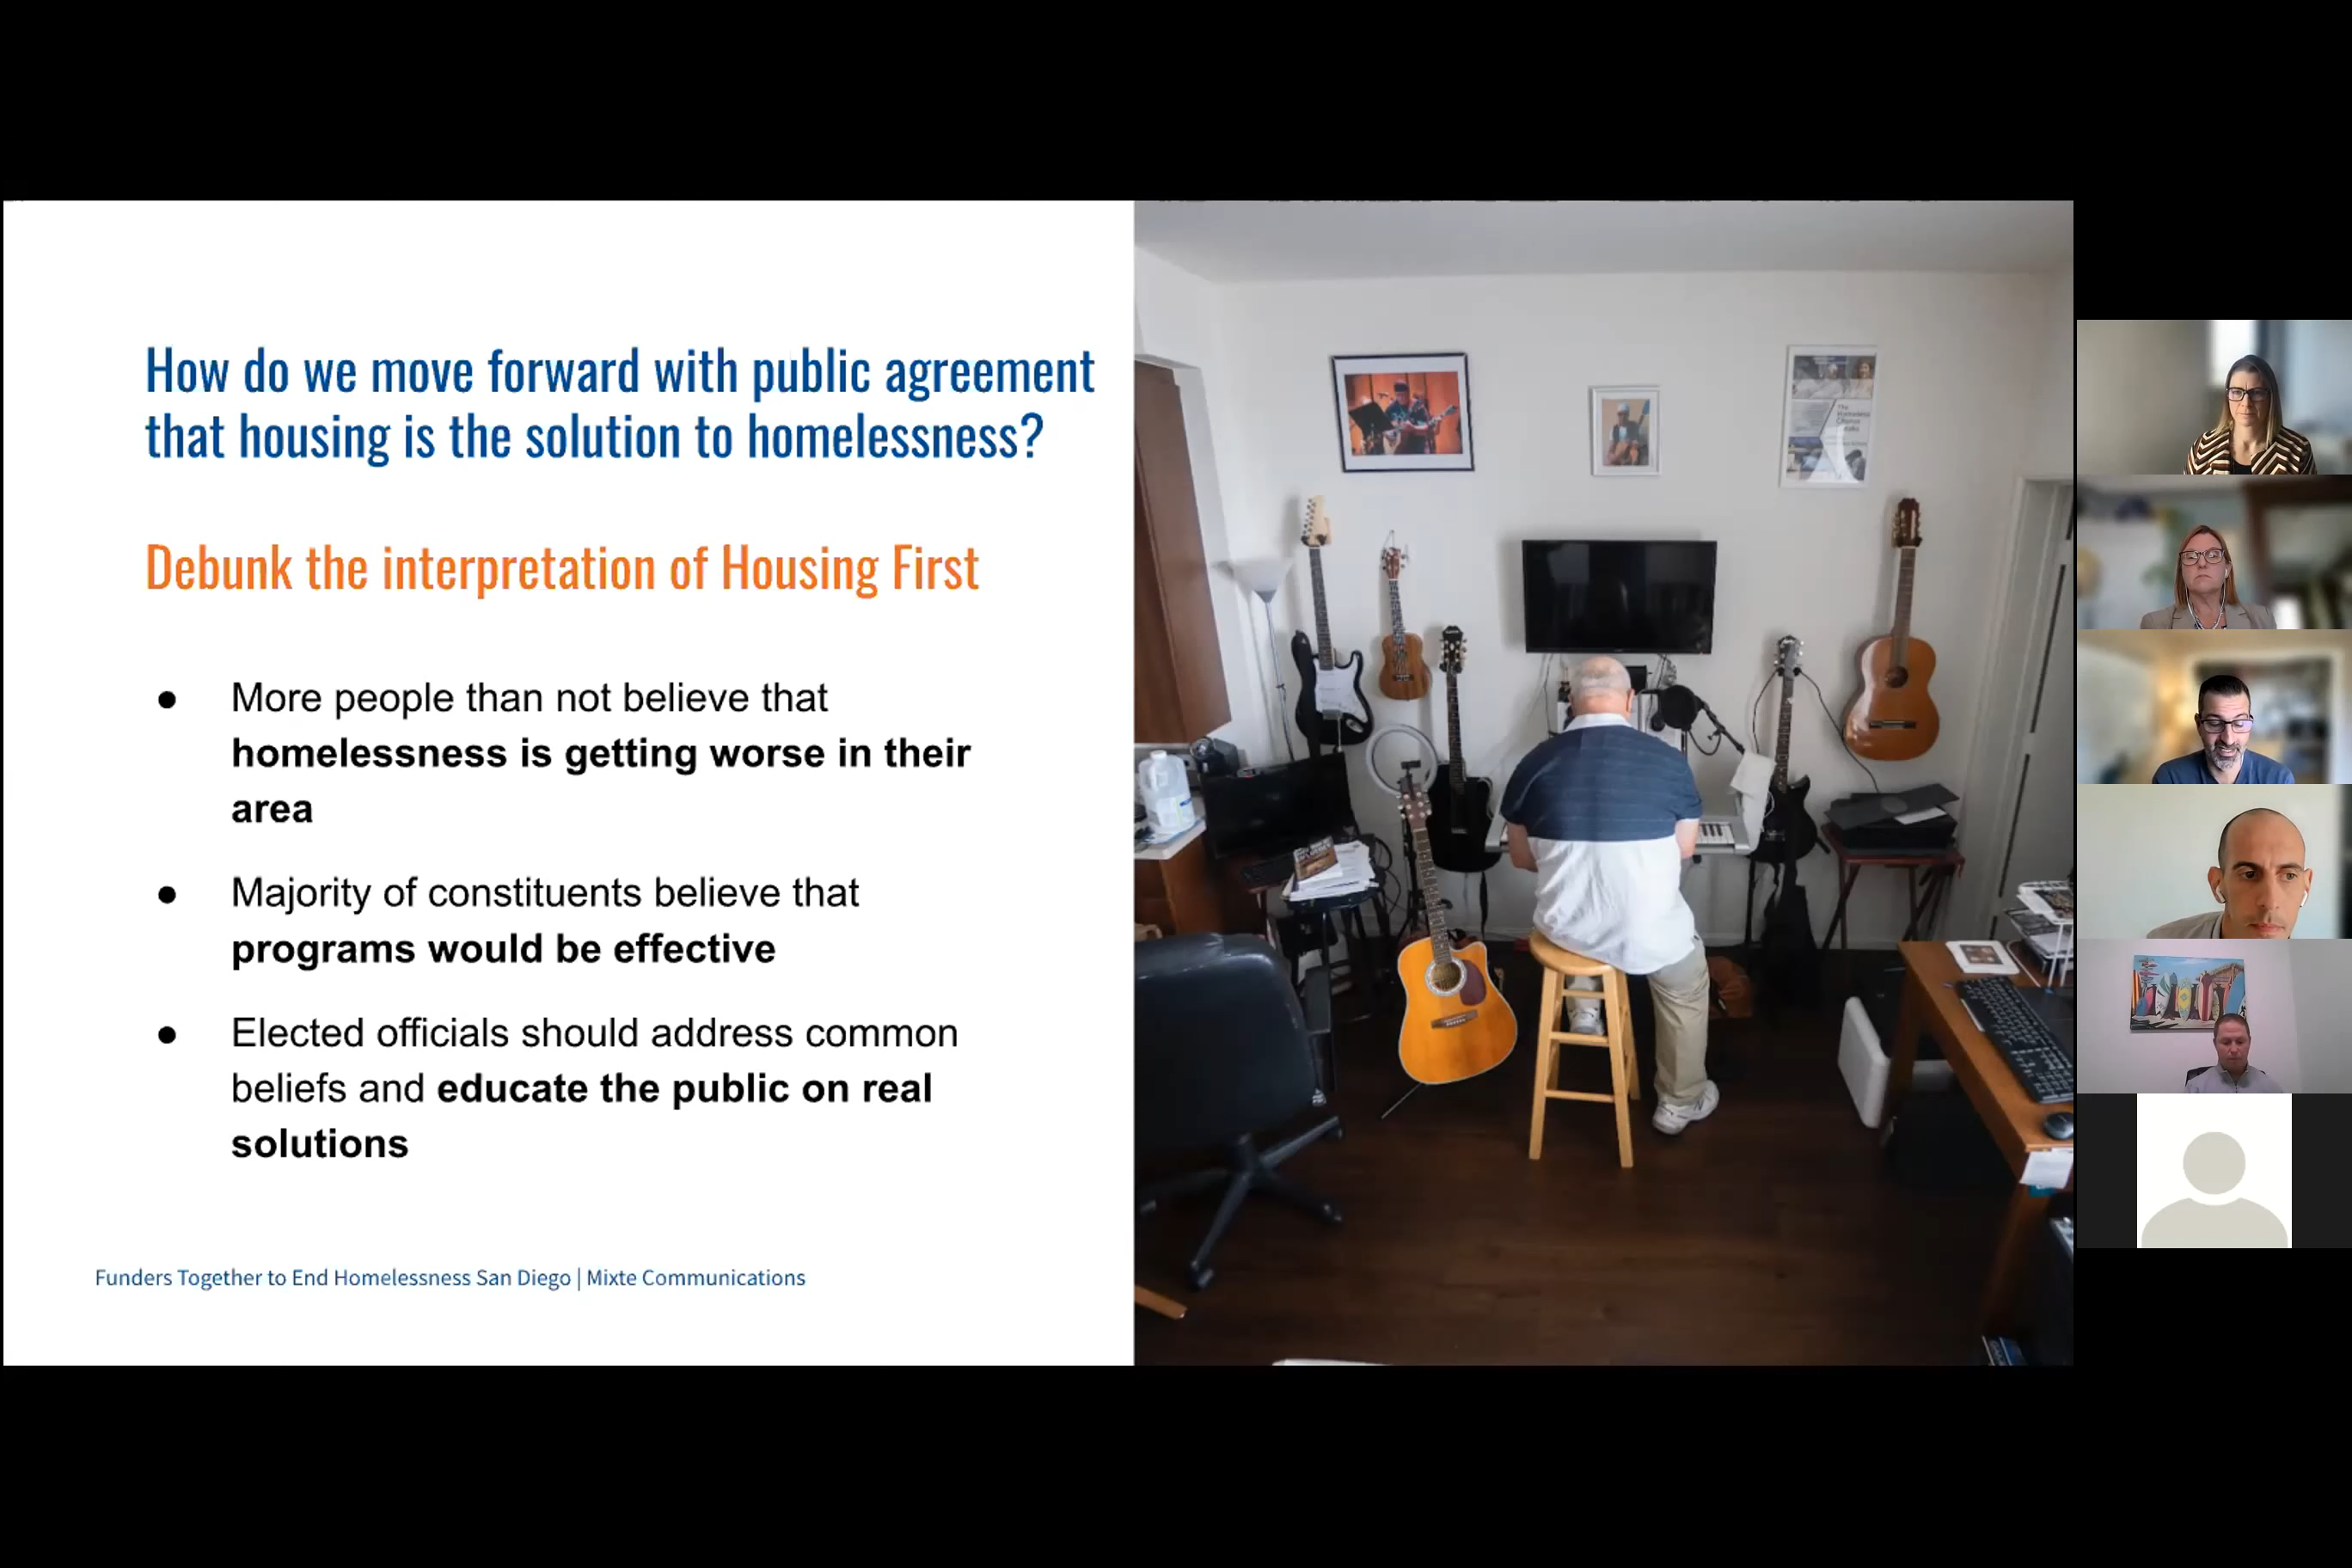 How do we move forward with public agreement
that housing is the solution to homelessness?
Debunk the interpretation of Housing First
● More people than not believe that
homelessness is getting worse in their
area
● Majority of constituents believe that
programs would be effective
● Elected officials should address common
beliefs and educate the public on real
solutions
Funders Together to End Homelessness San Diego | Mixte Communications